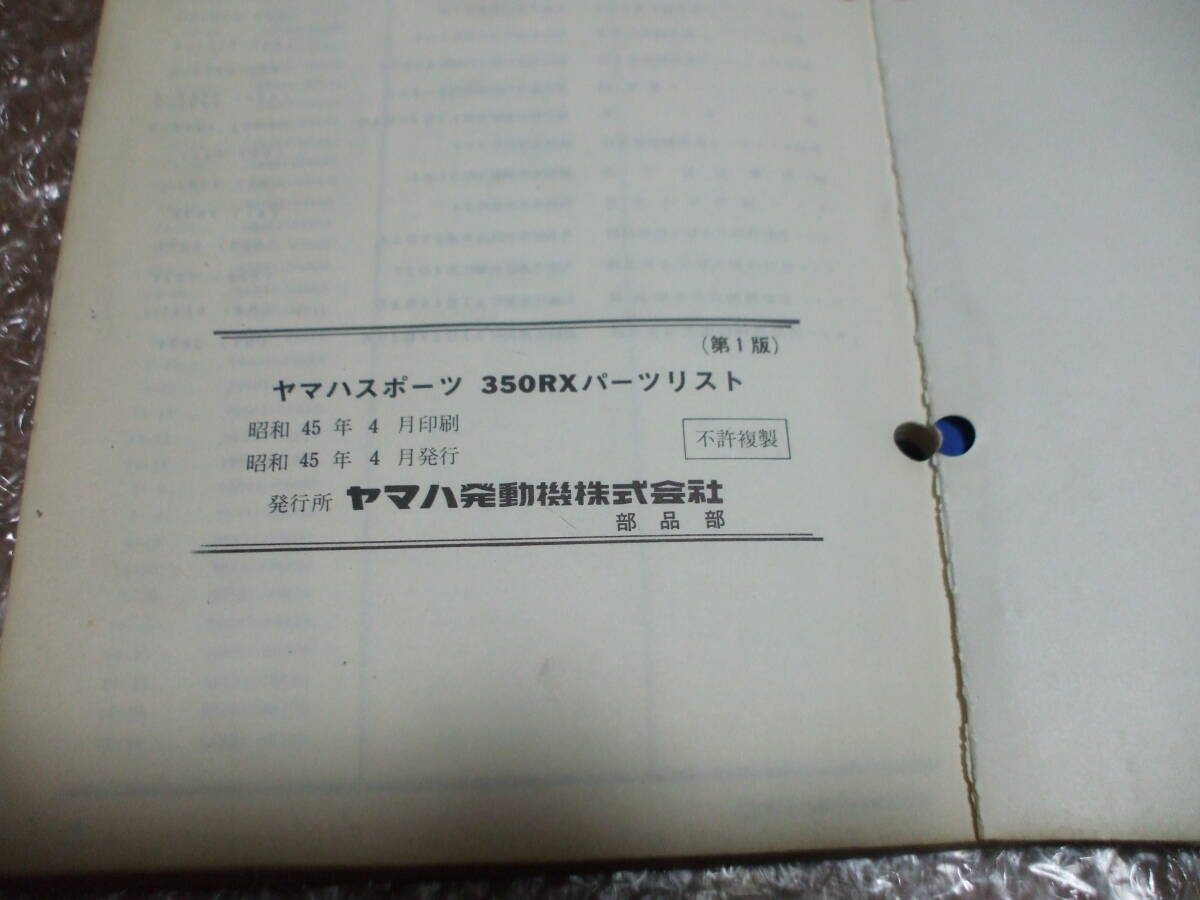 (第1版)
ヤマハスポーツ 350RXパーツリスト
昭和 45 年 4 月印刷
昭和 45 年 4 月発行
不許複製
発行所 ヤマハ発動機株式会社
部 品 部